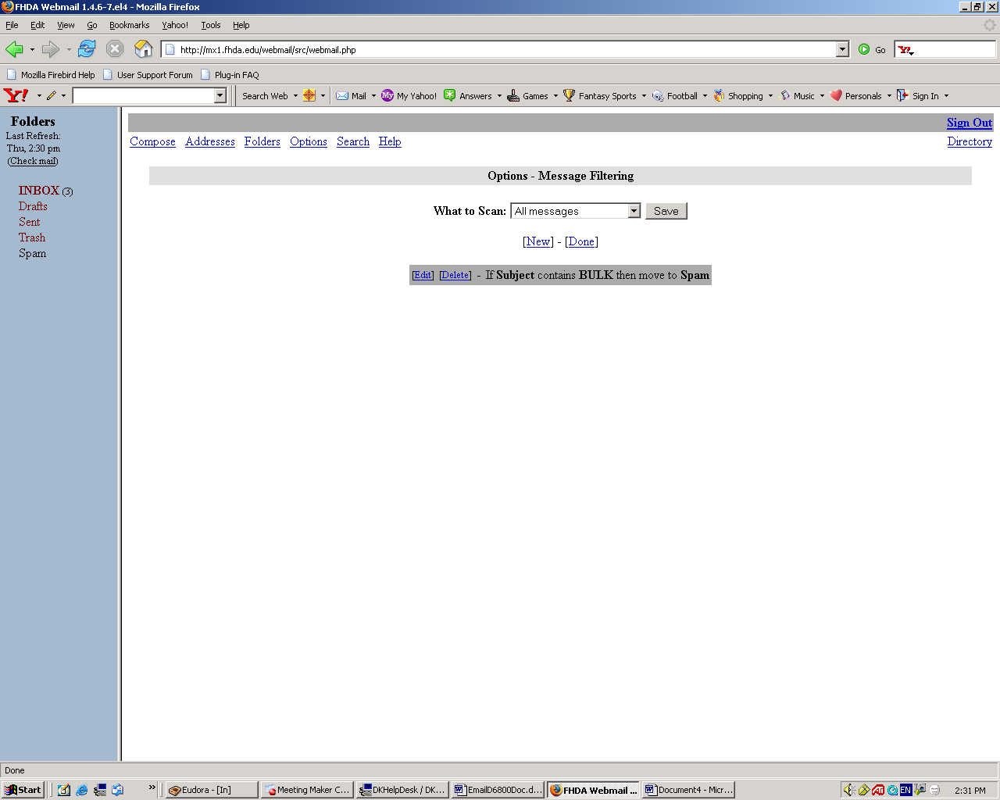 FHDA Webmail 1.4.6-7.el4 - Mozilla Firefox
File Edit View Go Bookmarks Yahoo! Tools Help
http://mx1.fhda.edu/webmail/src/webmail.php Go Y!
Mozilla Firebird Help User Support Forum Plug-in FAQ
Y! Search Web Mail My My Yahoo! Answers Games Fantasy Sports Football Shopping Music Personals Sign In
Folders
Last Refresh:
Thu, 2:30 pm
(Check mail)
INBOX (3)
Drafts
Sent
Trash
Spam
Sign Out
Compose Addresses Folders Options Search Help Directory
Options - Message Filtering
What to Scan: All messages Save
[New] - [Done]
[Edit] [Delete] - If Subject contains BULK then move to Spam
Done
Start » Eudora - [In] Meeting Maker C... DKHelpDesk / DK... EmailD6800Doc.d... FHDA Webmail ... Document4 - Micr... EN 2:31 PM